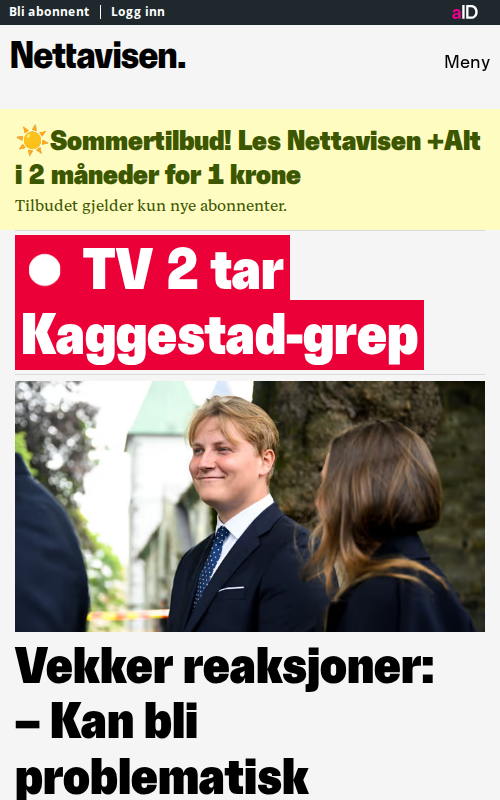 Bli abonnent | Logg inn
aID
Nettavisen.
Meny
☀️Sommertilbud! Les Nettavisen +Alt
i 2 måneder for 1 krone
Tilbudet gjelder kun nye abonnenter.
TV 2 tar
Kaggestad-grep
Vekker reaksjoner:
– Kan bli
problematisk